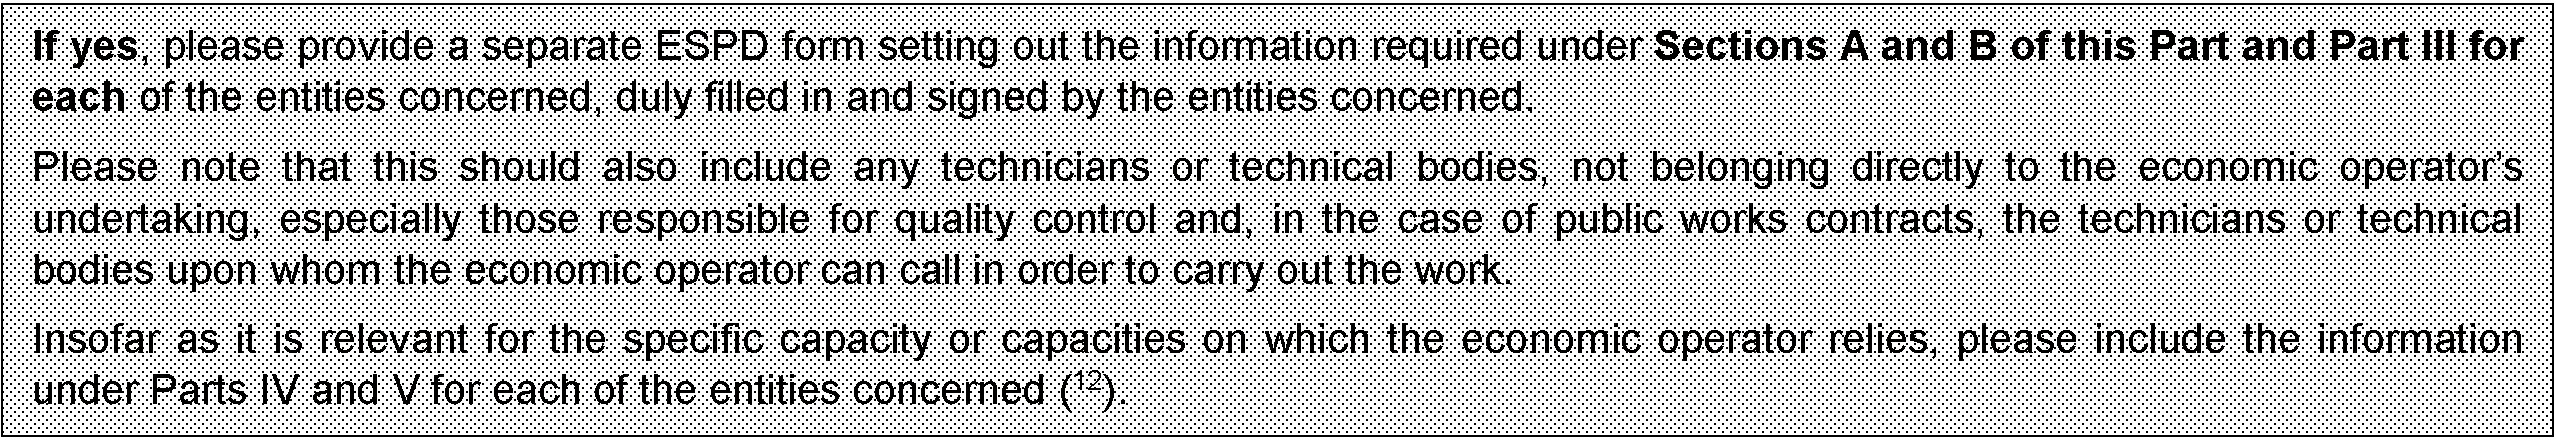 If yes, please provide a separate ESPD form setting out the information required under Sections A and B of this Part and Part III for
each of the entities concerned, duly filled in and signed by the entities concerned.
Please note that this should also include any technicians or technical bodies, not belonging directly to the economic operator’s
undertaking, especially those responsible for quality control and, in the case of public works contracts, the technicians or technical
bodies upon whom the economic operator can call in order to carry out the work.
Insofar as it is relevant for the specific capacity or capacities on which the economic operator relies, please include the information
under Parts IV and V for each of the entities concerned (¹²).